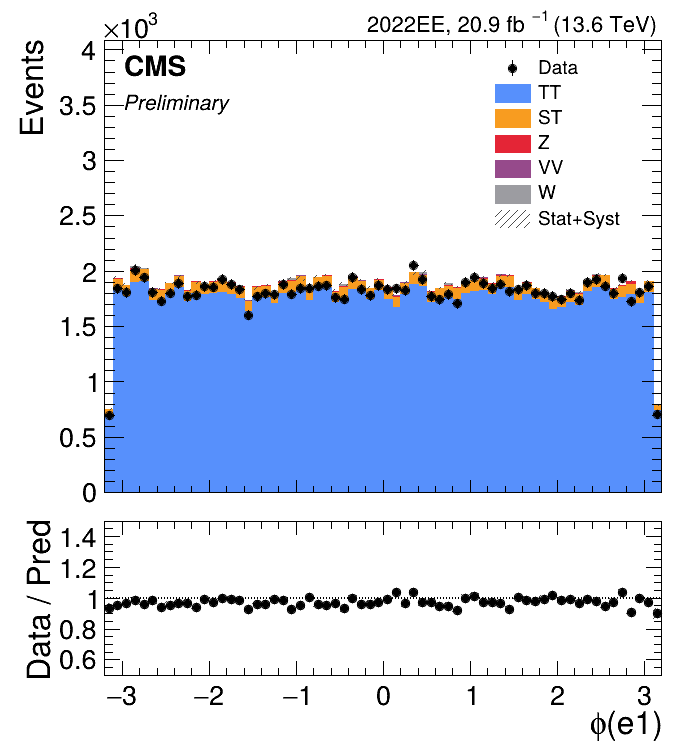 ×10³
2022EE, 20.9 fb ⁻¹ (13.6 TeV)
Events
CMS
Preliminary
Data
TT
ST
Z
VV
W
Stat+Syst
4
3.5
3
2.5
2
1.5
1
0.5
0
Data / Pred
1.4
1.2
1
0.8
0.6
−3 −2 −1 0 1 2 3
ϕ(e1)